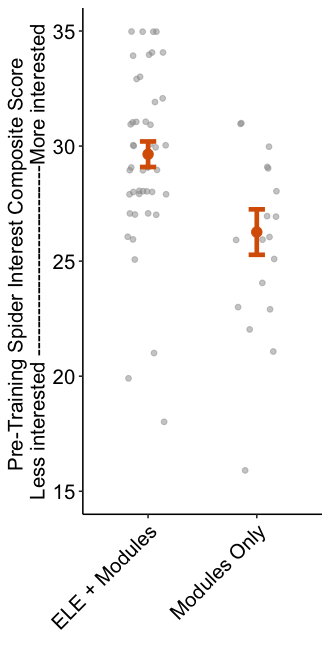 Pre-Training Spider Interest Composite Score
Less interested ---------------------More interested
35
30
25
20
15
ELE + Modules
Modules Only